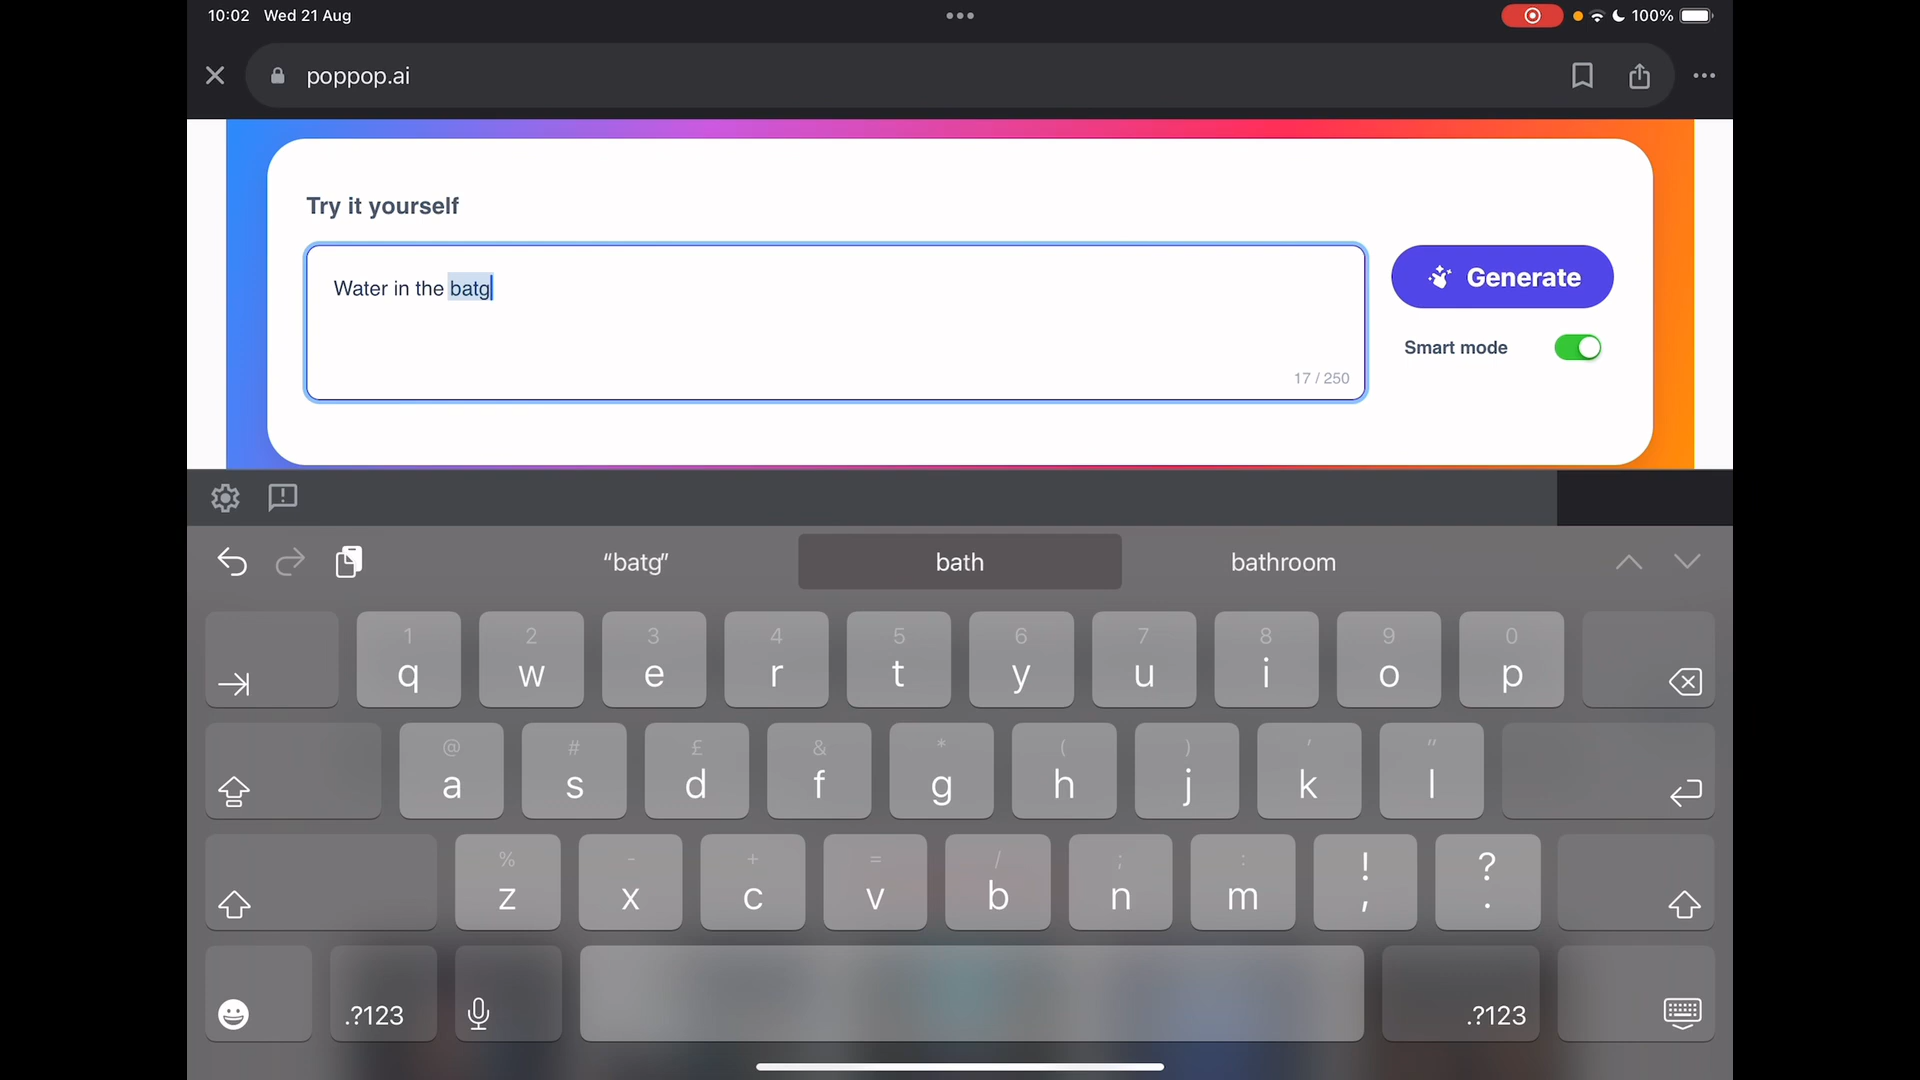 10:02 Wed 21 Aug
100%
poppop.ai
Try it yourself
Water in the batg
Generate
Smart mode
17 / 250
“batg” bath bathroom
1 2 3 4 5 6 7 8 9 0
q w e r t y u i o p
@ # £ & * ( ) ' "
a s d f g h j k l
% - + = / ; : ! ?
z x c v b n m , .
.?123 .?123